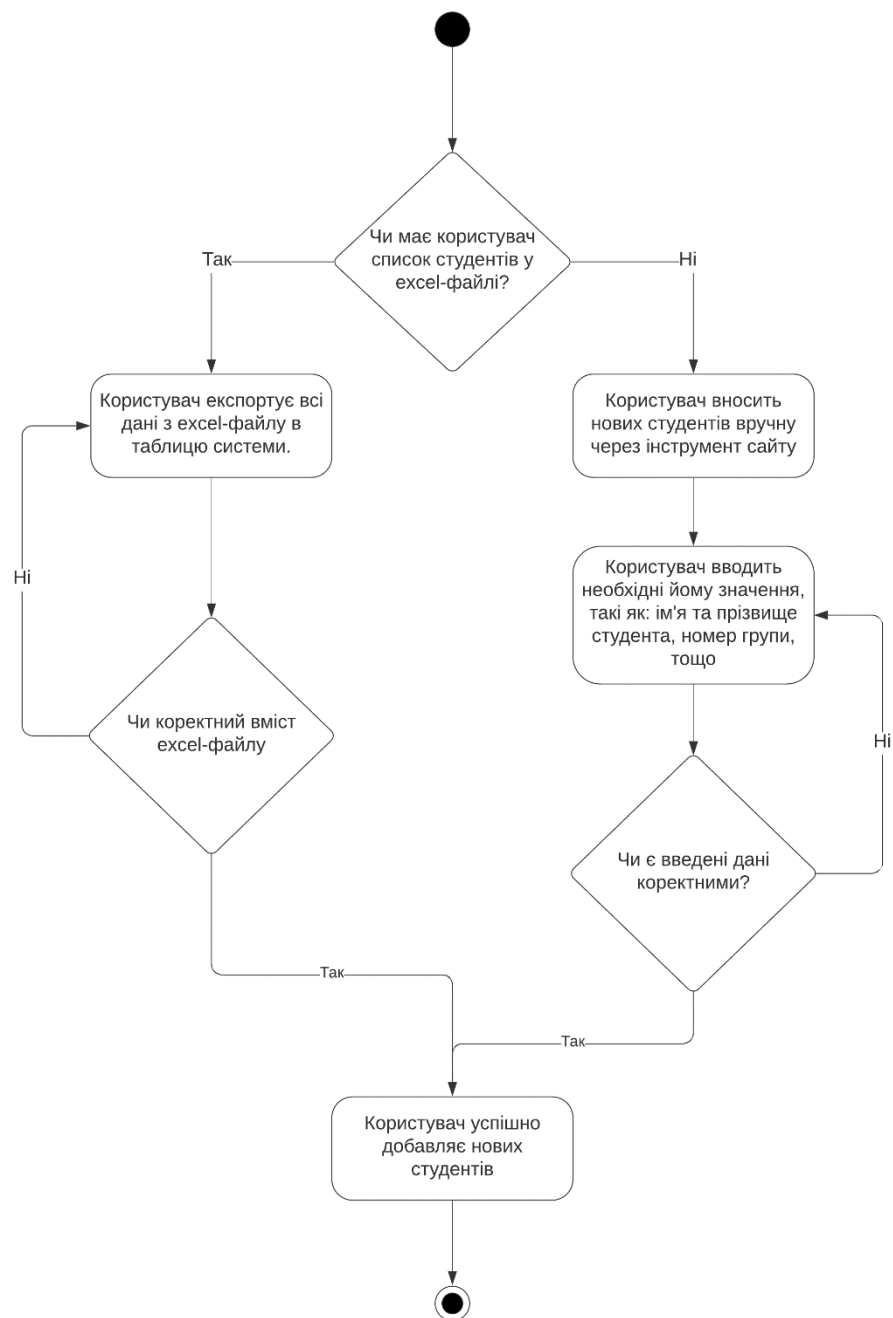 Чи має користувач
список студентів у
excel-файлі?
Так
Ні
Користувач експортує всі
дані з excel-файлу в
таблицю системи.
Користувач вносить
нових студентів вручну
через інструмент сайту
Ні
Користувач вводить
необхідні йому значення,
такі як: ім'я та прізвище
студента, номер групи,
тощо
Чи коректний вміст
excel-файлу
Ні
Чи є введені дані
коректними?
Так
Так
Користувач успішно
добавляє нових
студентів